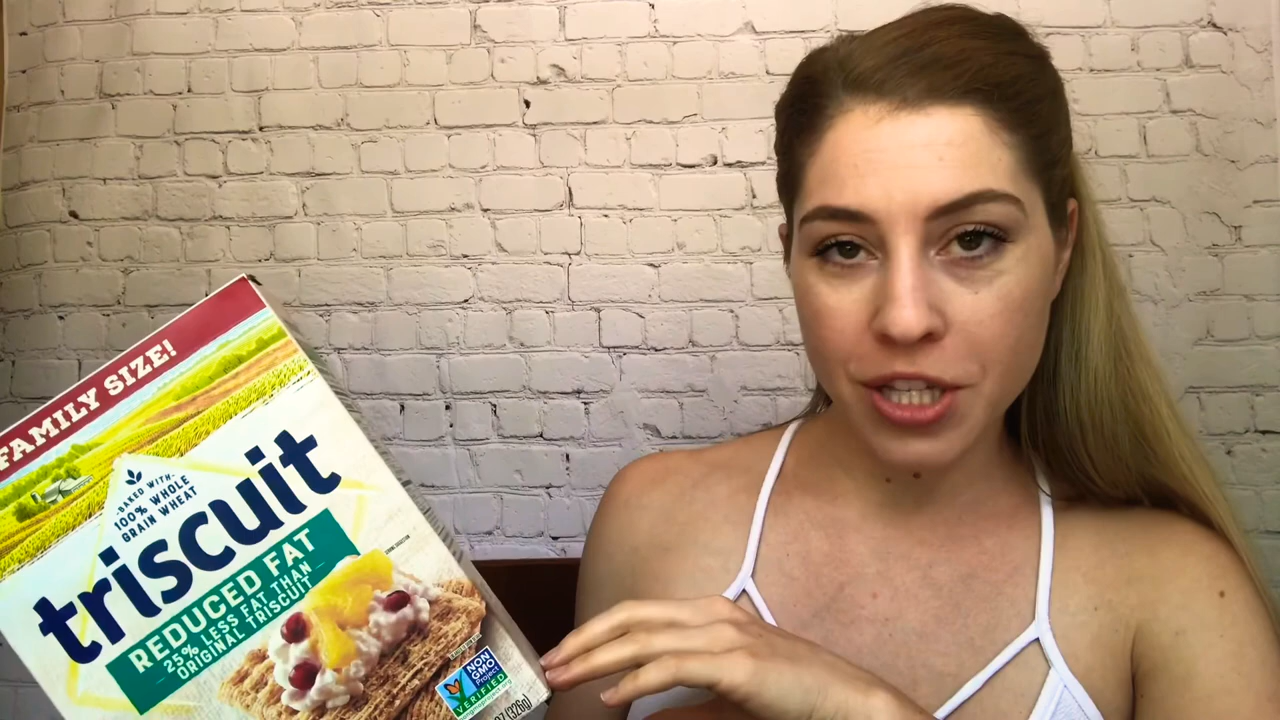 FAMILY SIZE!
BAKED WITH
100% WHOLE
GRAIN WHEAT
triscuit
REDUCED FAT
25% LESS FAT THAN
ORIGINAL TRISCUIT
NON
GMO
Project
VERIFIED
(326g)